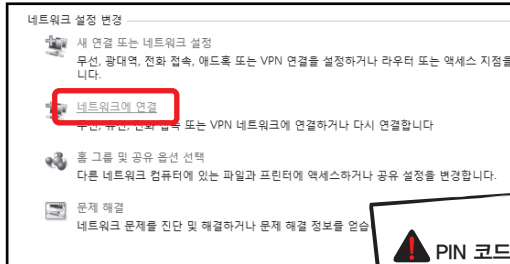 네트워크 설정 변경
새 연결 또는 네트워크 설정
무선, 광대역, 전화 접속, 애드혹 또는 VPN 연결을 설정하거나 라우터 또는 액세스 지점을
니다.
네트워크에 연결
무선, 유선, 전화 접속 또는 VPN 네트워크에 연결하거나 다시 연결합니다
홈 그룹 및 공유 옵션 선택
다른 네트워크 컴퓨터에 있는 파일과 프린터에 액세스하거나 공유 설정을 변경합니다.
문제 해결
네트워크 문제를 진단 및 해결하거나 문제 해결 정보를 얻습
PIN 코드